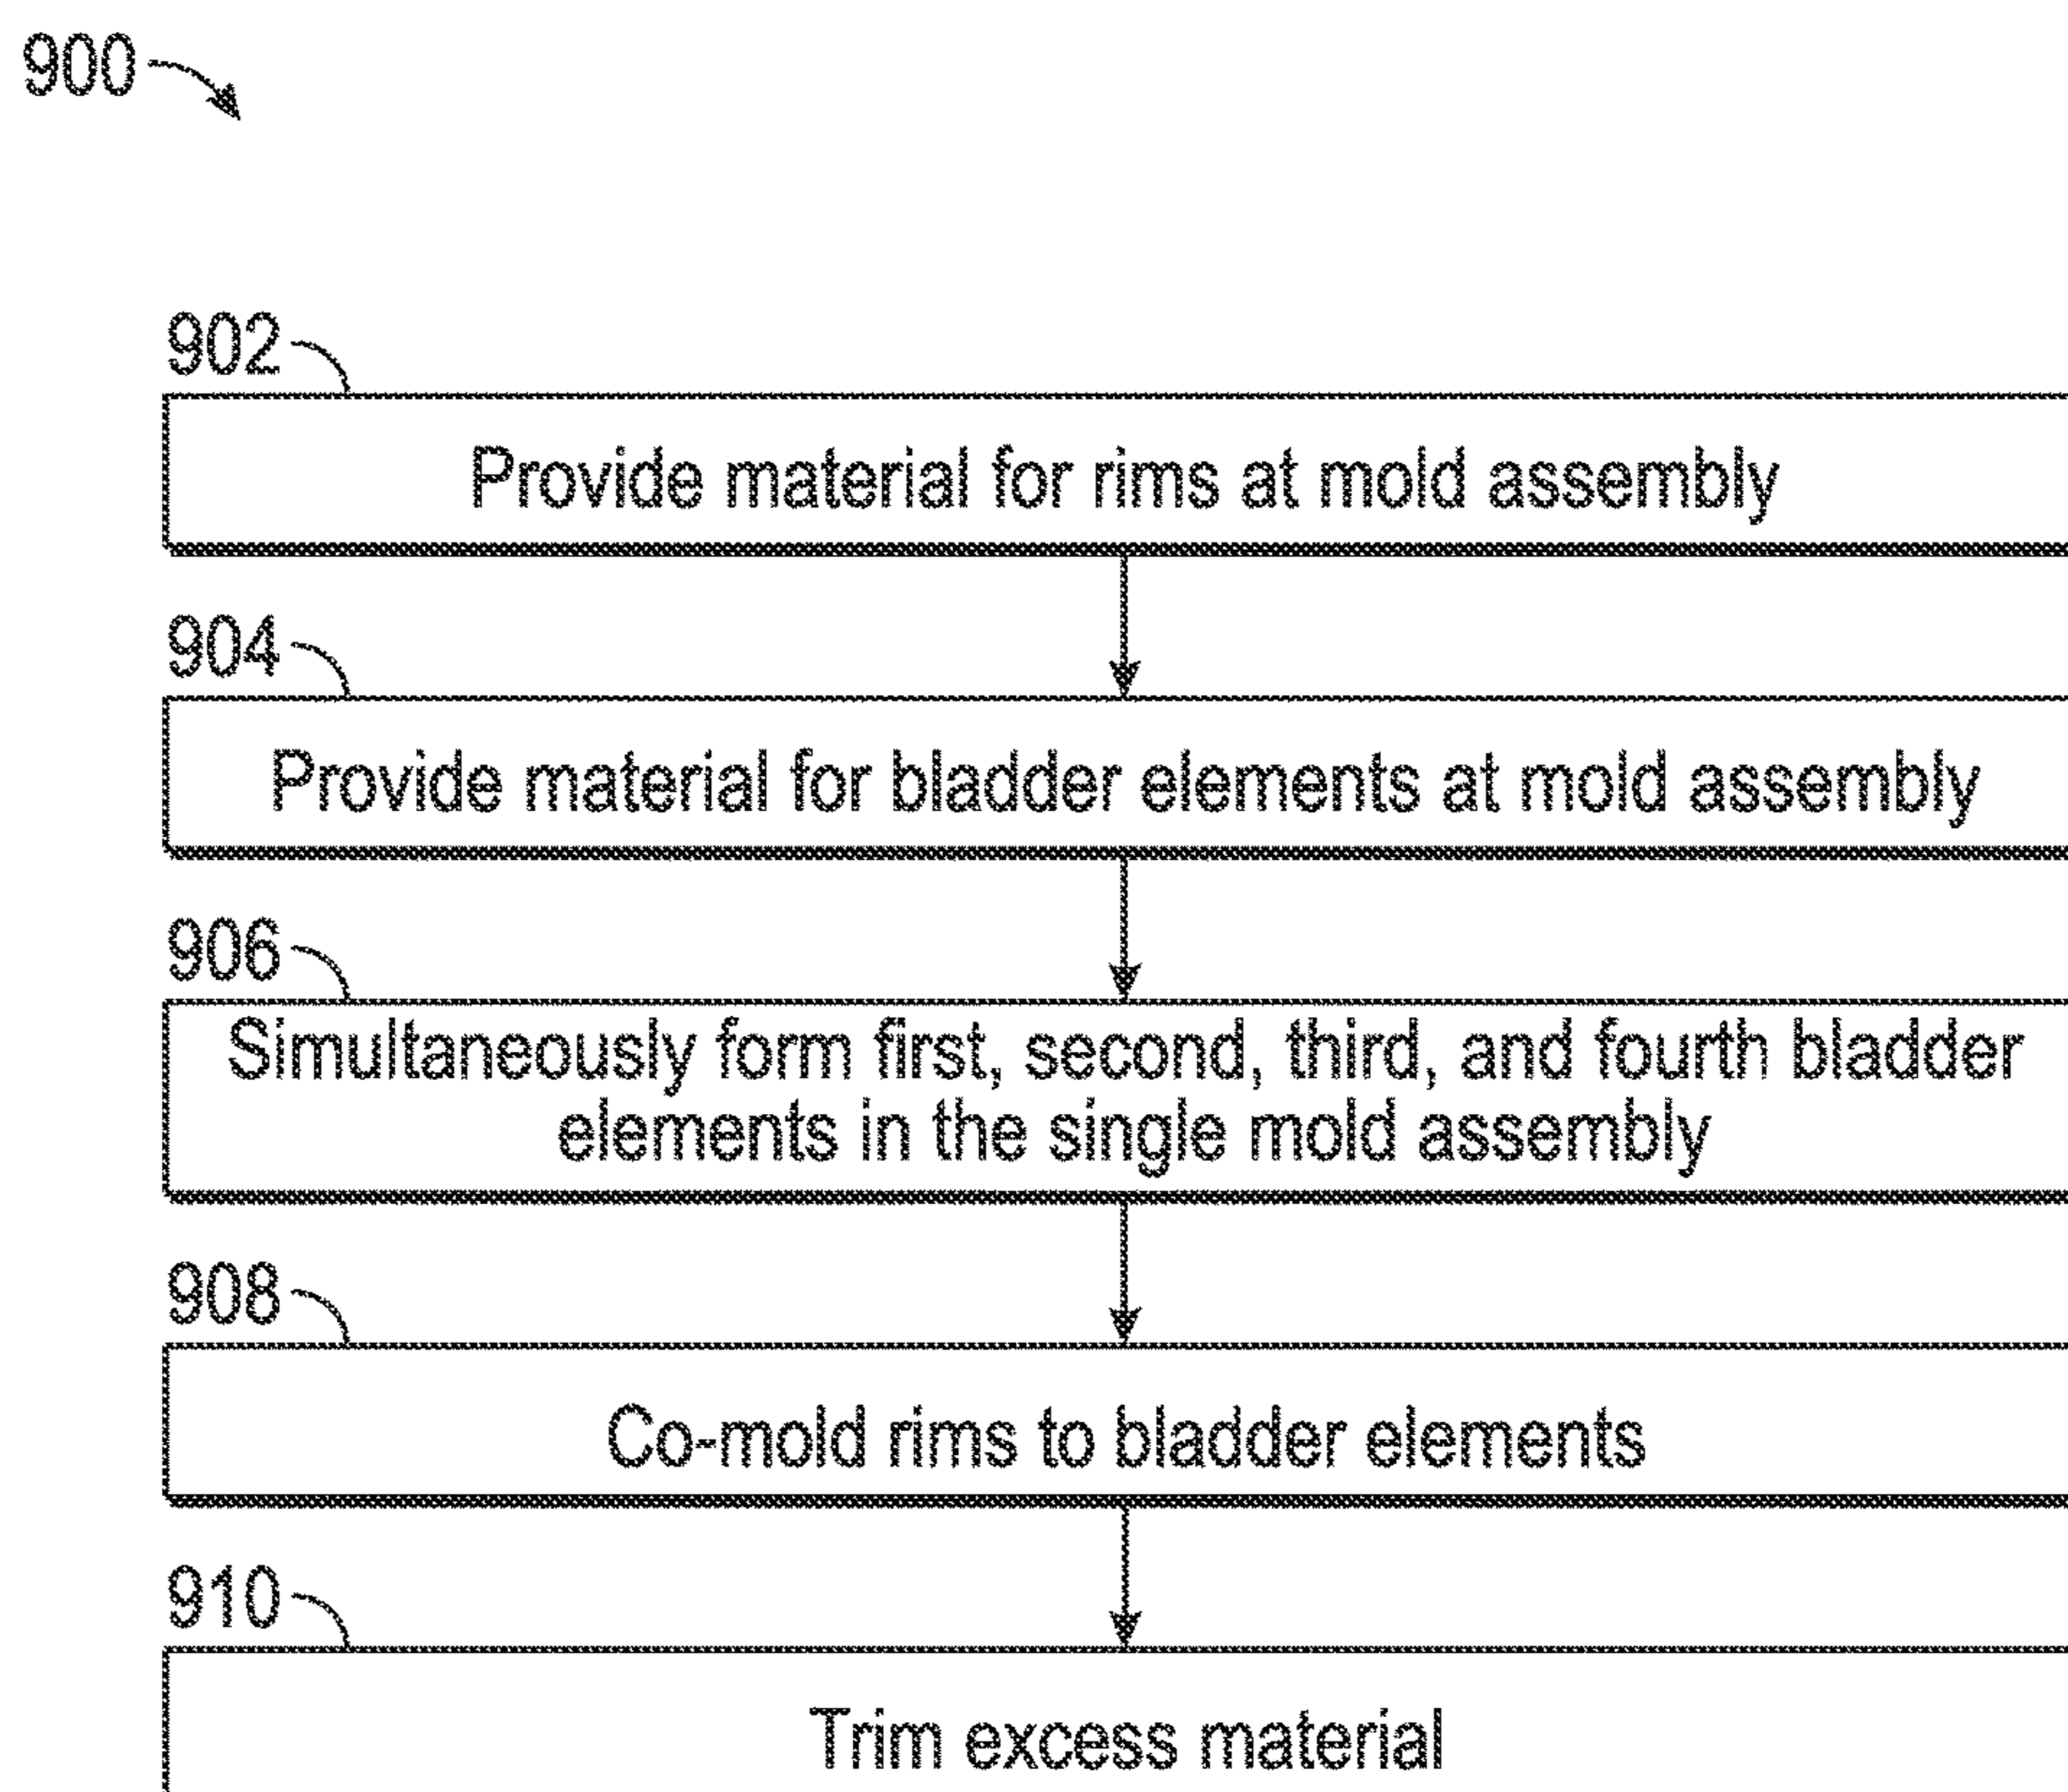 900
902
Provide material for rims at mold assembly
904
Provide material for bladder elements at mold assembly
906
Simultaneously form first, second, third, and fourth bladder
elements in the single mold assembly
908
Co-mold rims to bladder elements
910
Trim excess material